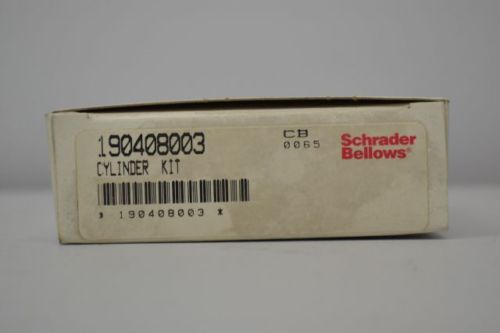 190408003
CYLINDER KIT
* 190408003 *
CB
0065
Schrader
Bellows®